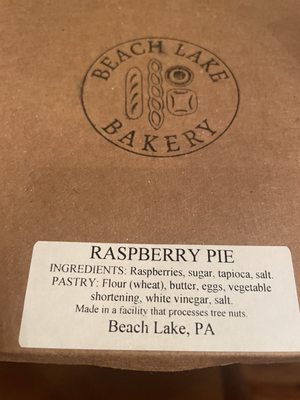 BEACH LAKE
BAKERY
RASPBERRY PIE
INGREDIENTS: Raspberries, sugar, tapioca, salt.
PASTRY: Flour (wheat), butter, eggs, vegetable
shortening, white vinegar, salt.
Made in a facility that processes tree nuts.
Beach Lake, PA